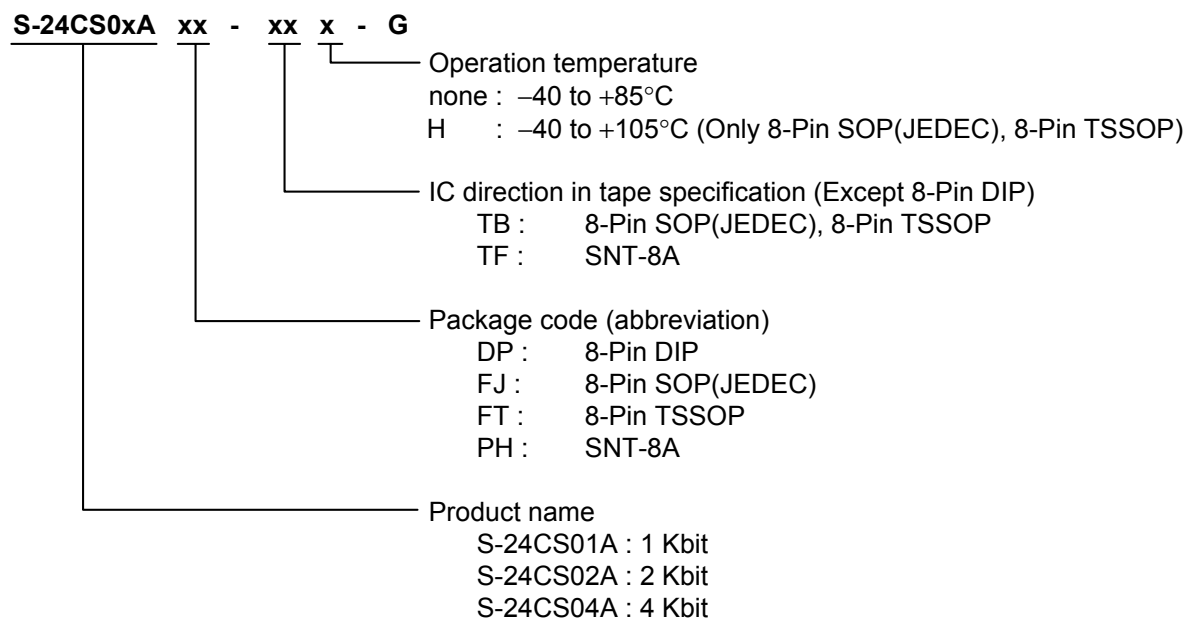 S-24CS0xA xx - xx x - G
Operation temperature
none : −40 to +85°C
H : −40 to +105°C (Only 8-Pin SOP(JEDEC), 8-Pin TSSOP)
IC direction in tape specification (Except 8-Pin DIP)
TB : 8-Pin SOP(JEDEC), 8-Pin TSSOP
TF : SNT-8A
Package code (abbreviation)
DP : 8-Pin DIP
FJ : 8-Pin SOP(JEDEC)
FT : 8-Pin TSSOP
PH : SNT-8A
Product name
S-24CS01A : 1 Kbit
S-24CS02A : 2 Kbit
S-24CS04A : 4 Kbit